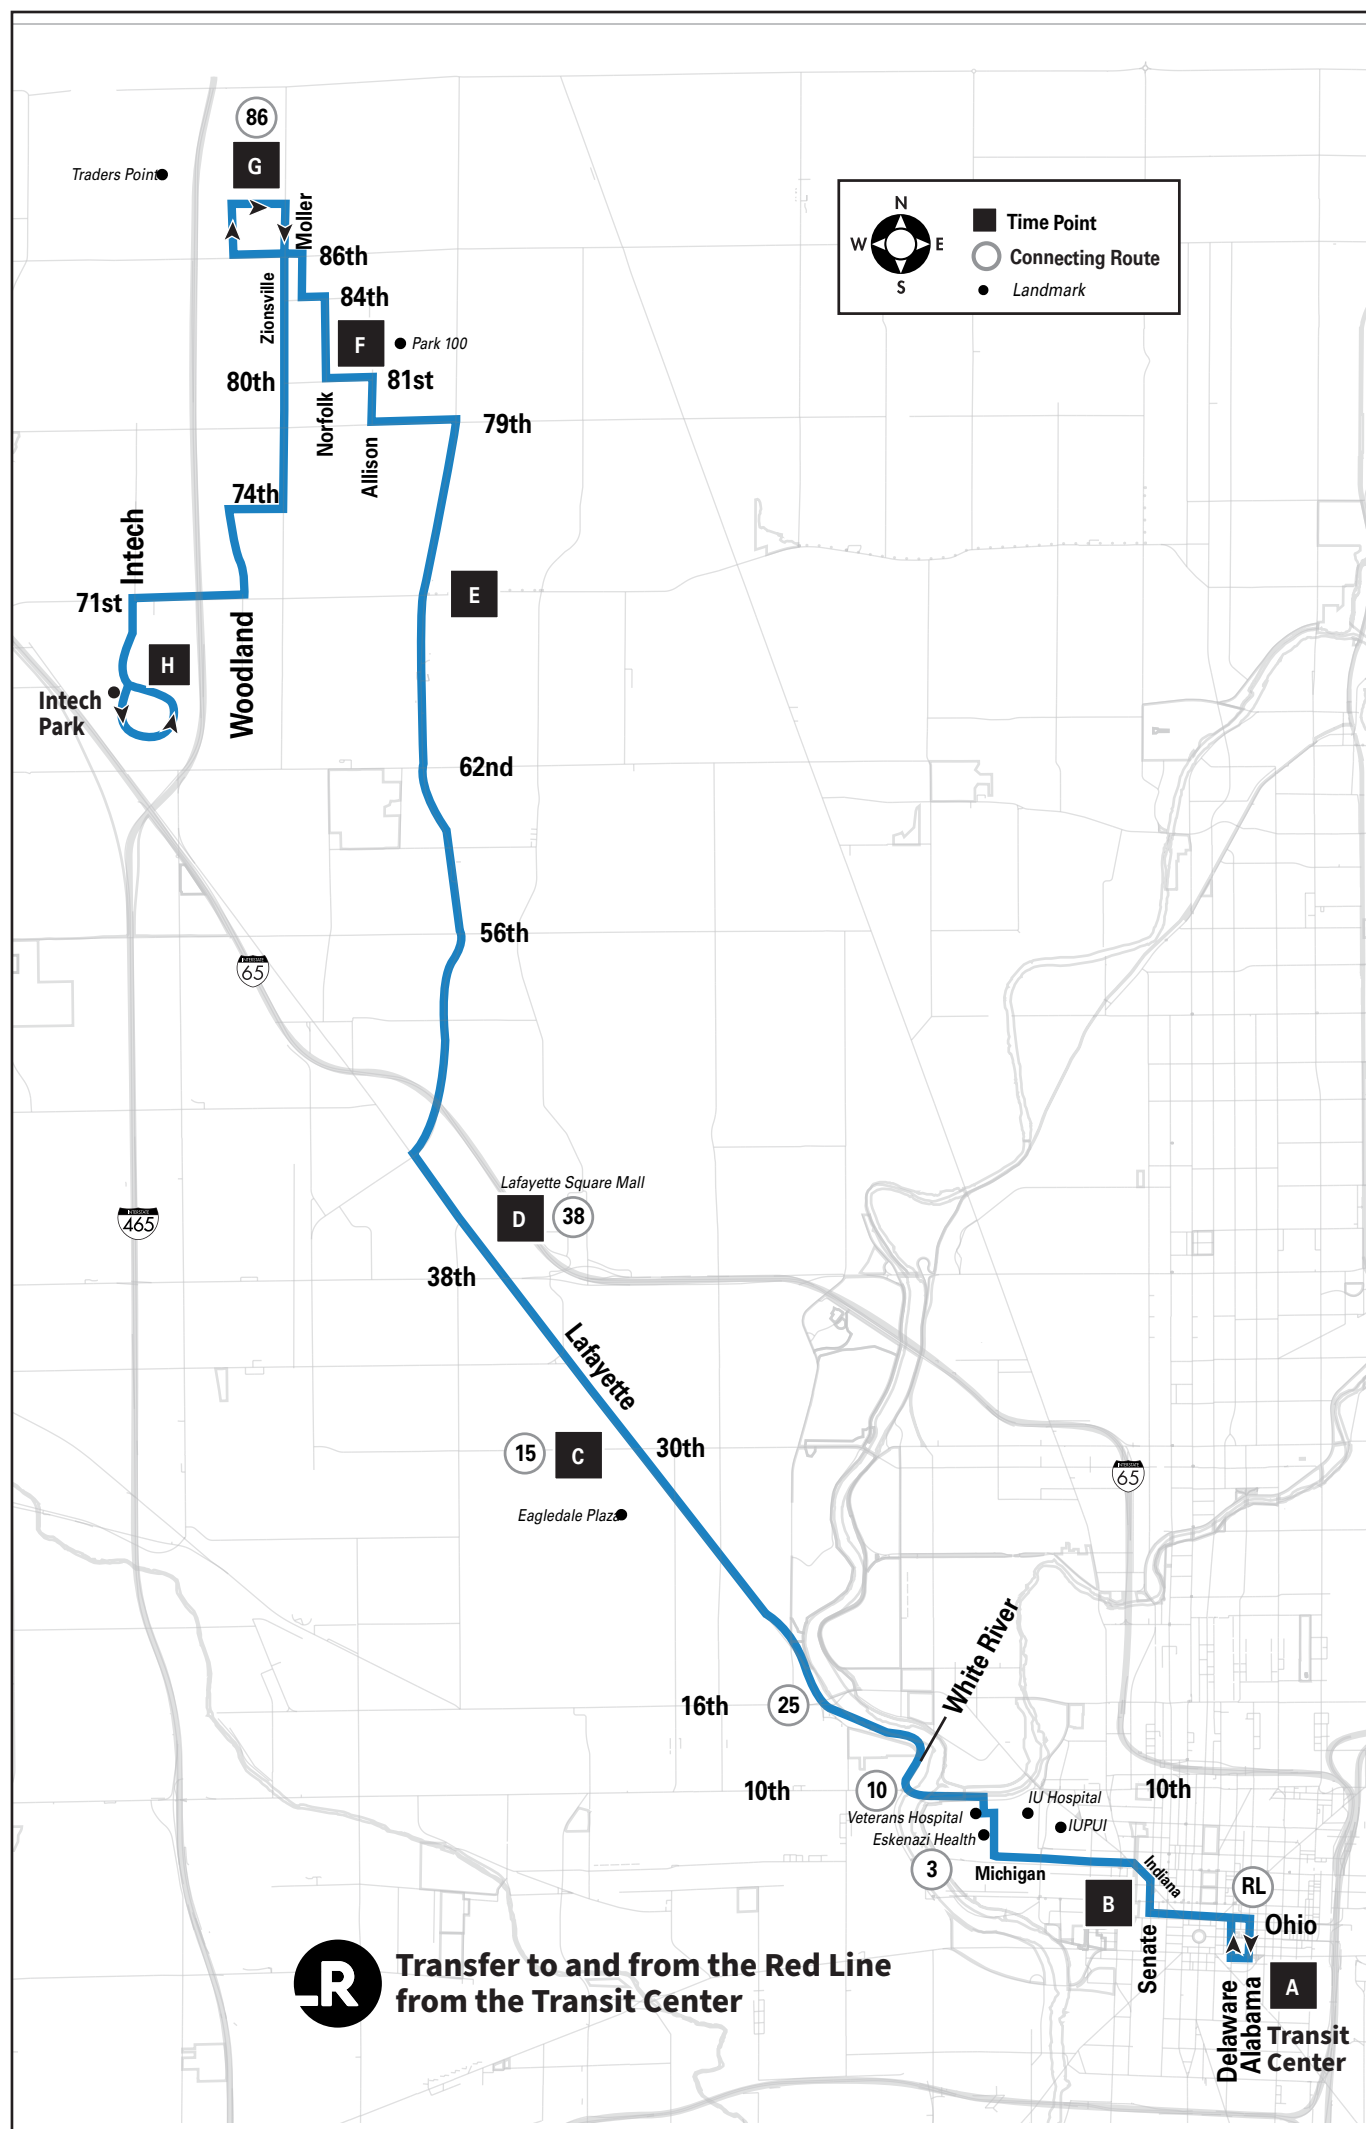 86
G
Traders Point
Moller
86th
Zionsville
84th
F
Park 100
80th
81st
Norfolk
Allison
79th
74th
Intech
71st
E
H
Woodland
Intech
Park
62nd
56th
INTERSTATE
65
Lafayette Square Mall
D
38
INTERSTATE
465
38th
Lafayette
15
C
30th
Eagledale Plaza
INTERSTATE
65
White River
16th
25
10th
10
10th
IU Hospital
Veterans Hospital
IUPUI
Eskenazi Health
3
Michigan
Indiana
B
RL
Ohio
Senate
Delaware
Alabama
A
Transit
Center
R
Transfer to and from the Red Line
from the Transit Center
N
W
E
S
Time Point
Connecting Route
Landmark